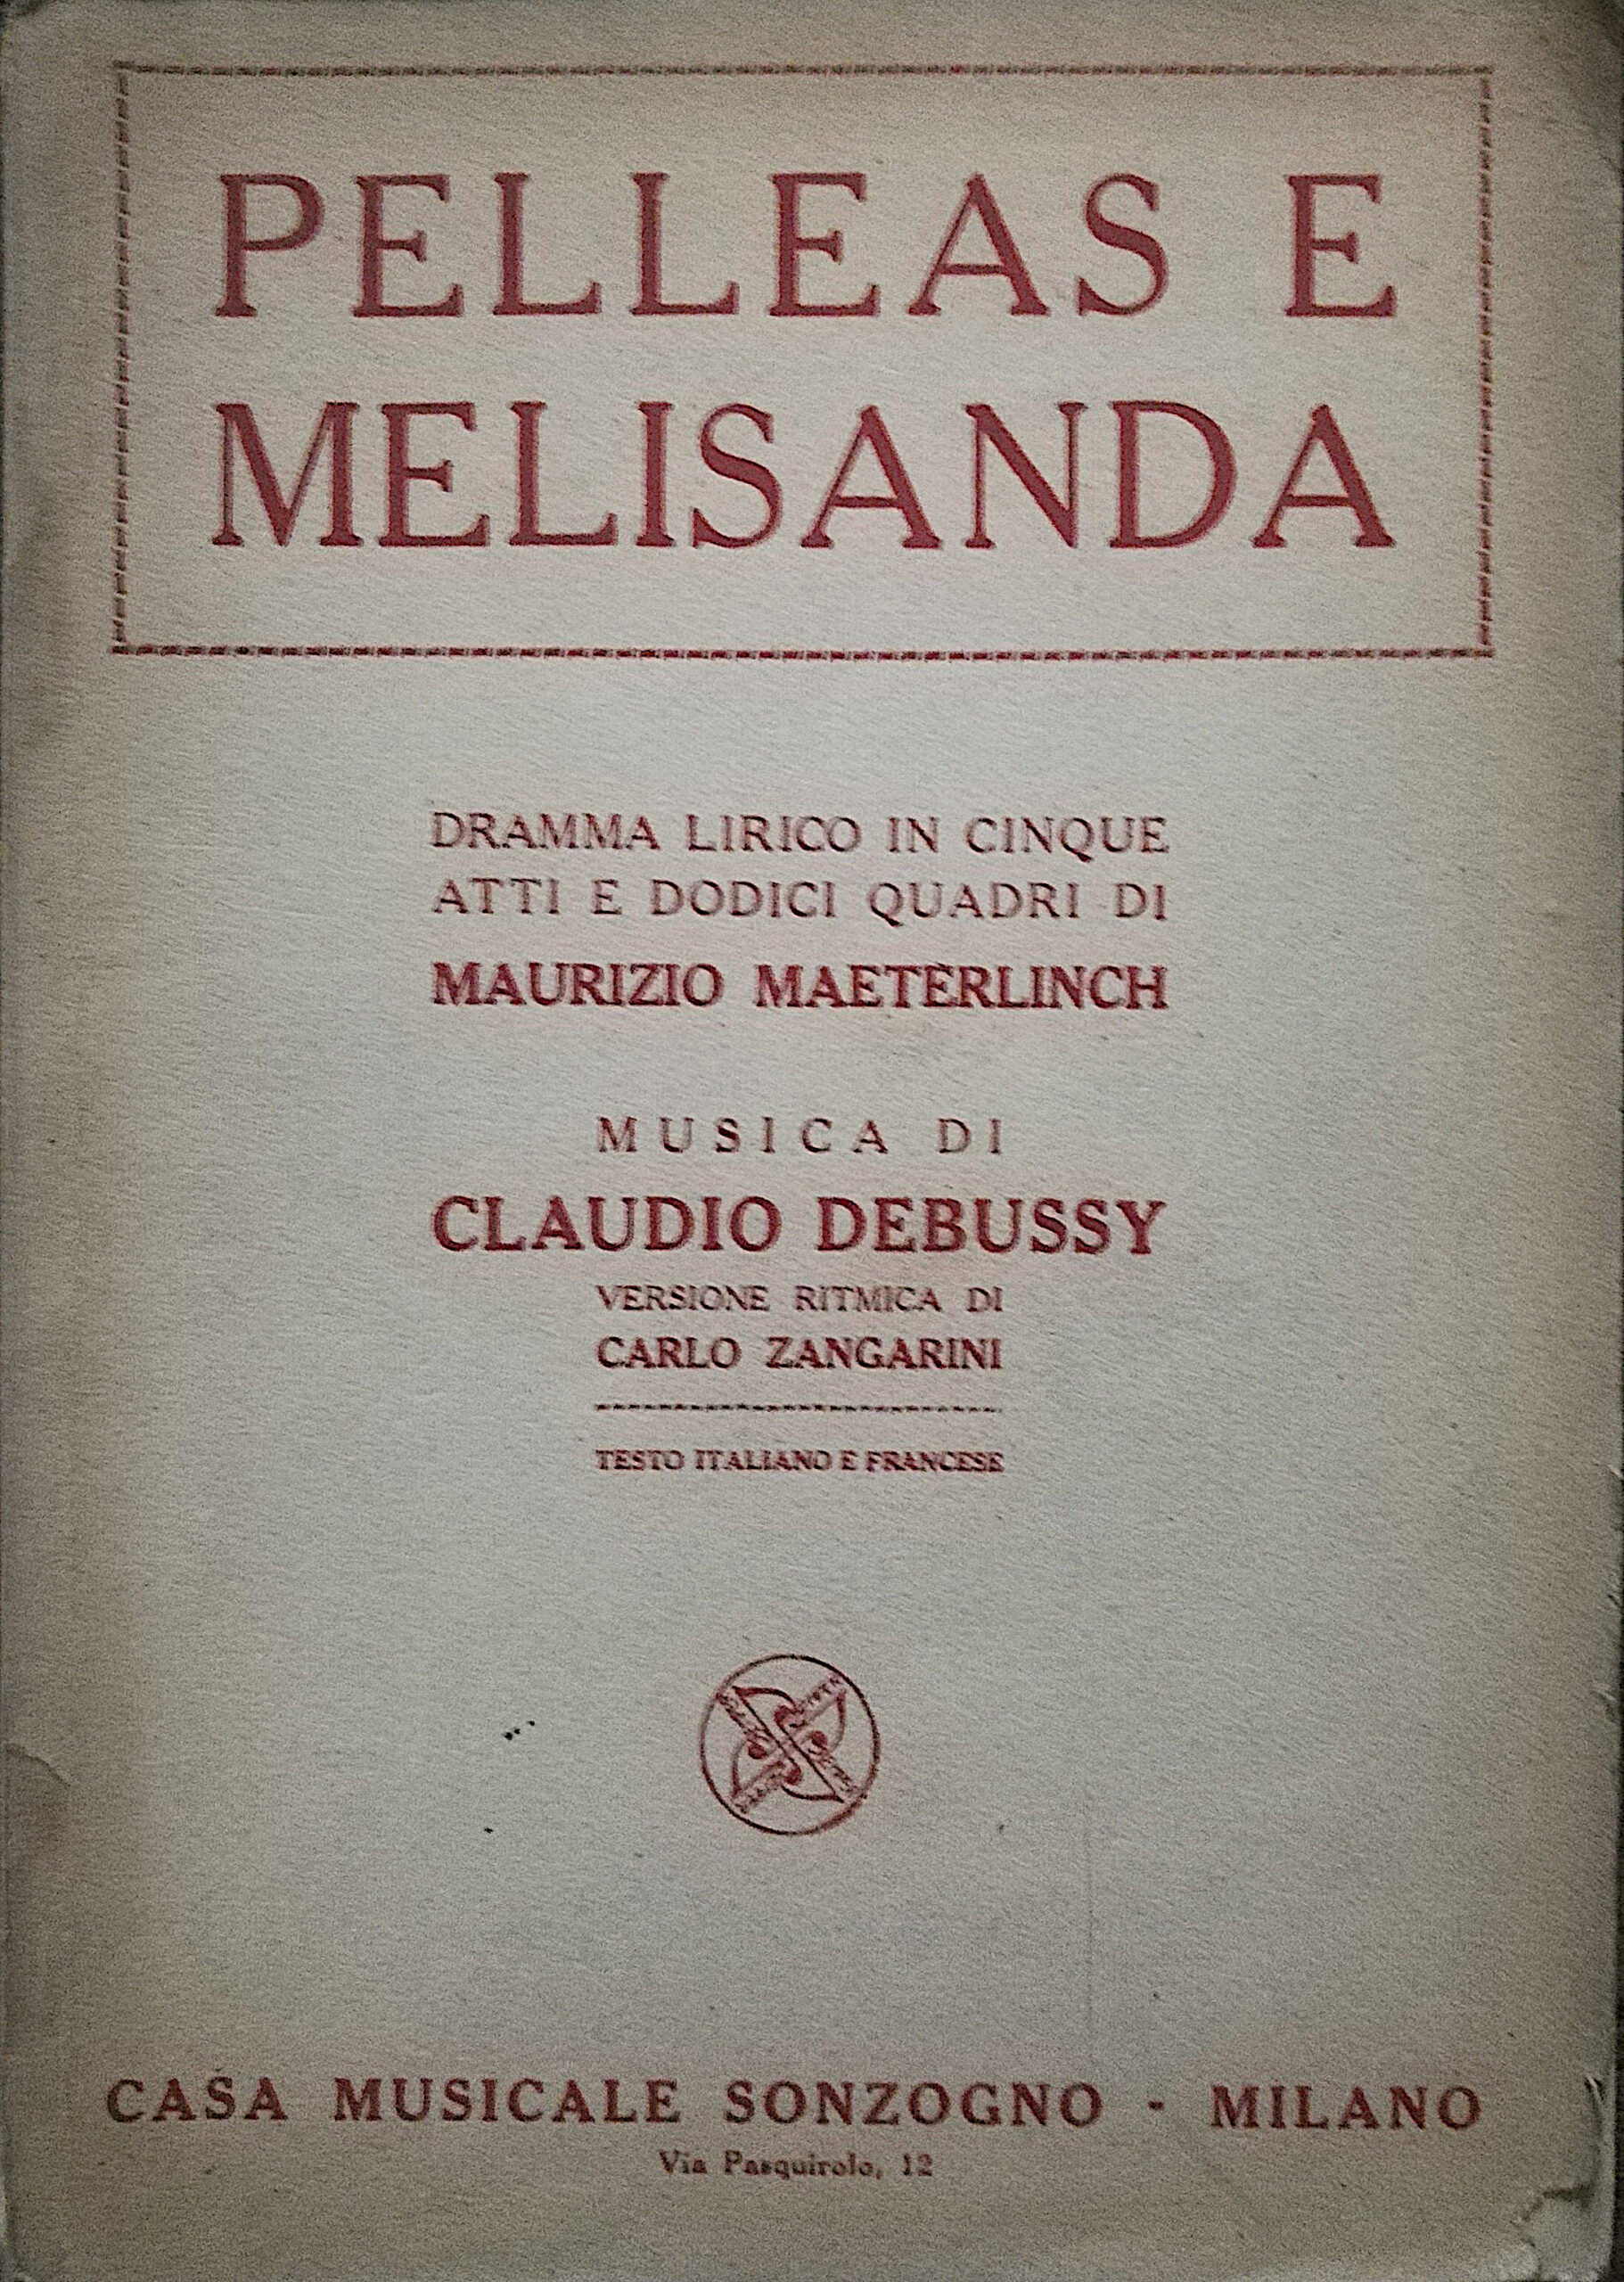 PELLEAS E
MELISANDA
DRAMMA LIRICO IN CINQUE
ATTI E DODICI QUADRI DI
MAURIZIO MAETERLINCH
MUSICA DI
CLAUDIO DEBUSSY
VERSIONE RITMICA DI
CARLO ZANGARINI
TESTO ITALIANO E FRANCESE
CASA MUSICALE SONZOGNO - MILANO
Via Pasquirolo, 12